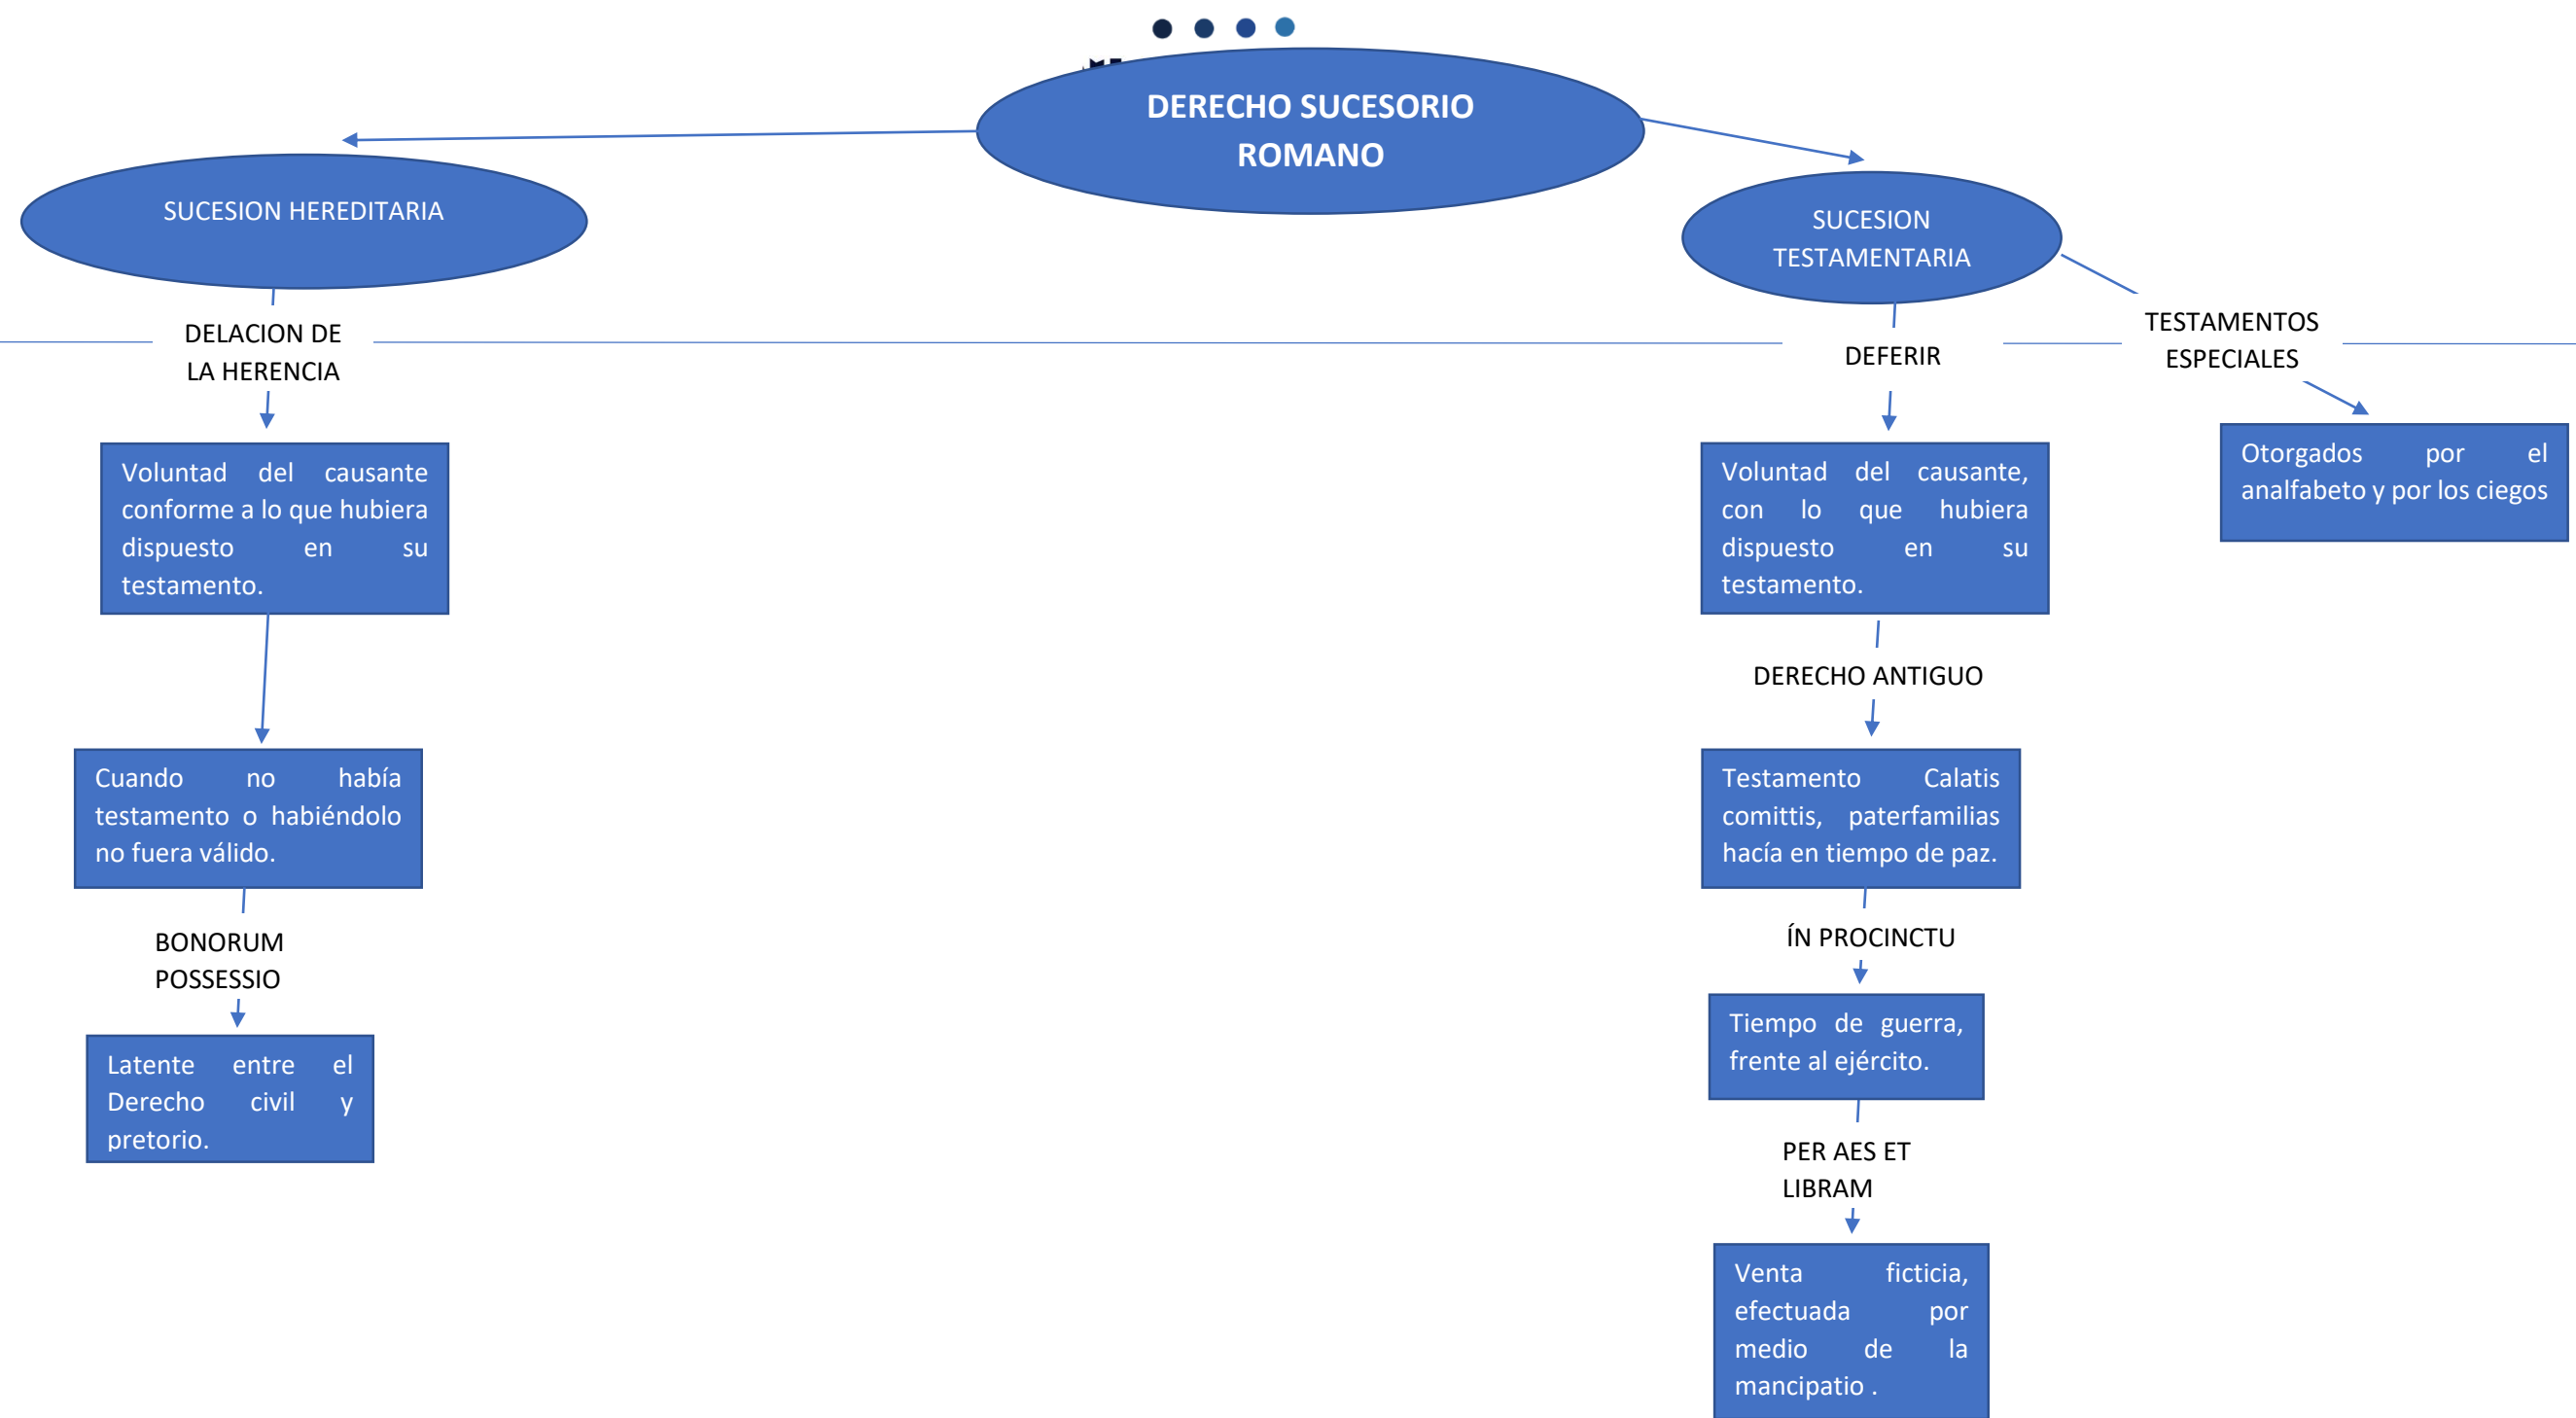 DERECHO SUCESORIO
ROMANO
SUCESION HEREDITARIA
DELACION DE
LA HERENCIA
Voluntad del causante
conforme a lo que hubiera
dispuesto en su
testamento.
Cuando no había
testamento o habiéndolo
no fuera válido.
BONORUM
POSSESSIO
Latente entre el
Derecho civil y
pretorio.
SUCESION
TESTAMENTARIA
DEFERIR
Voluntad del causante,
con lo que hubiera
dispuesto en su
testamento.
DERECHO ANTIGUO
Testamento Calatis
comittis, paterfamilias
hacía en tiempo de paz.
ÍN PROCINCTU
Tiempo de guerra,
frente al ejército.
PER AES ET
LIBRAM
Venta ficticia,
efectuada por
medio de la
mancipatio .
TESTAMENTOS
ESPECIALES
Otorgados por el
analfabeto y por los ciegos